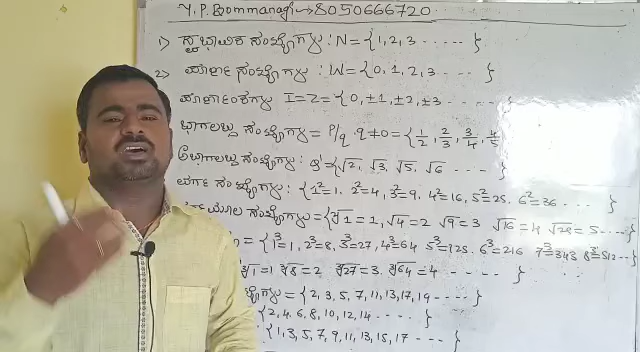 Y.P. Bommanagi → 8050666720
1) ಸ್ವಾಭಾವಿಕ ಸಂಖ್ಯೆಗಳು : N = {1, 2, 3 ------ }
2) ಪೂರ್ಣ ಸಂಖ್ಯೆಗಳು : W = {0, 1, 2, 3 ---- }
ಪೂರ್ಣಾಂಕಗಳು I = Z = {0, ±1, ±2, ±3 ---- }
ಭಾಗಲಬ್ಧ ಸಂಖ್ಯೆಗಳು = P/q. q≠0 = {1/2, 2/3, 3/4, 4/5
ಅಭಾಗಲಬ್ಧ ಸಂಖ್ಯೆಗಳು : Q' = {√2, √3, √5, √6 ----
ವರ್ಗ ಸಂಖ್ಯೆಗಳು : {1²=1, 2²=4, 3²=9, 4²=16, 5²=25, 6²=36 --- }
ಸಂಖ್ಯೆಗಳು = {√1 = 1, √4 = 2 √9 = 3 √16 = 4 = 5 ---- }
= {1³=1, 2³=8, 3³=27, 4³=64 5³=125 6³=216 7³=343 8³=512 --}
∛1 = 1 ∛8 = 2 ∛27 = 3. ∛64 = 4 ---- }
= {2, 3, 5, 7, 11, 13, 17, 19 ---- }
{2, 4, 6, 8, 10, 12, 14 ---- }
{1, 3, 5, 7, 9, 11, 13, 15, 17 ---- }